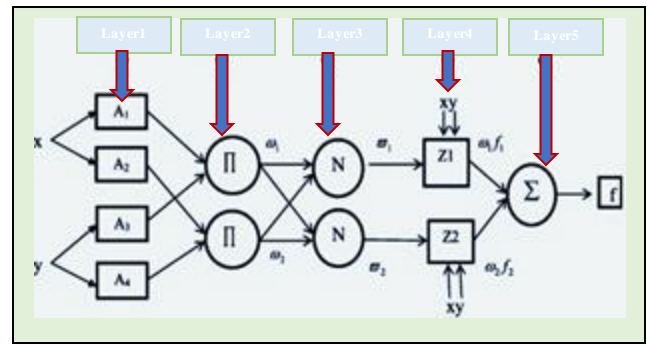 Layer1 Layer2 Layer3 Layer4 Layer5
xy
A₁ ω₁ ϖ₁ Z1 ω₁f₁
x ∏ N
A₂
Σ f
A₃ ∏ N Z2
y ω₂ ϖ₂ ω₂f₂
A₄
xy